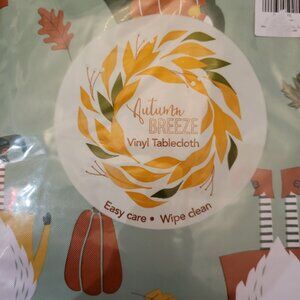 Autumn
BREEZE
Vinyl Tablecloth
Easy care • Wipe clean